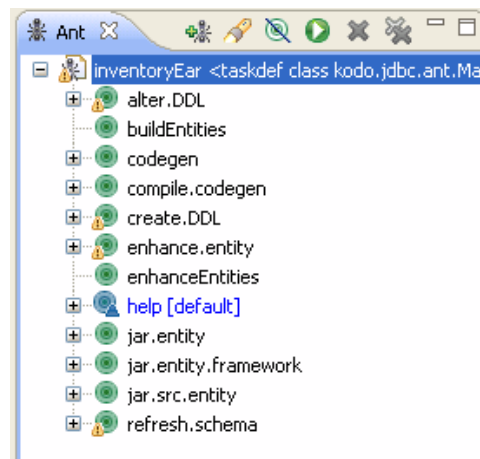 Ant
inventoryEar <taskdef class kodo.jdbc.ant.Ma
alter.DDL
buildEntities
codegen
compile.codegen
create.DDL
enhance.entity
enhanceEntities
help [default]
jar.entity
jar.entity.framework
jar.src.entity
refresh.schema